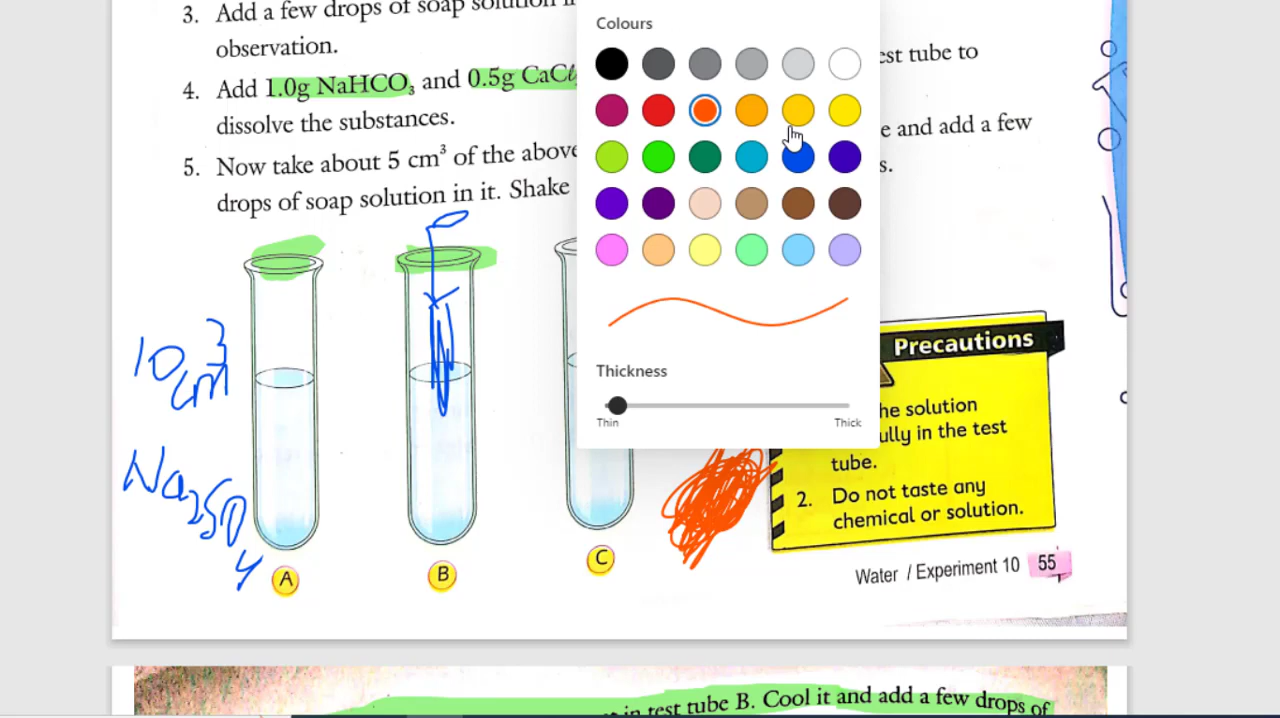 3. Add a few drops of soap solution
observation.
4. Add 1.0g NaHCO₃ and 0.5g CaCl₂
dissolve the substances.
5. Now take about 5 cm³ of the above
drops of soap solution in it. Shake
test tube to
e and add a few
s.
Colours
Thickness
Thin Thick
10 cm³
Na₂SO₄
A
B
C
Precautions
he solution
ully in the test
tube.
2. Do not taste any
chemical or solution.
Water / Experiment 10 55
in test tube B. Cool it and add a few drops of